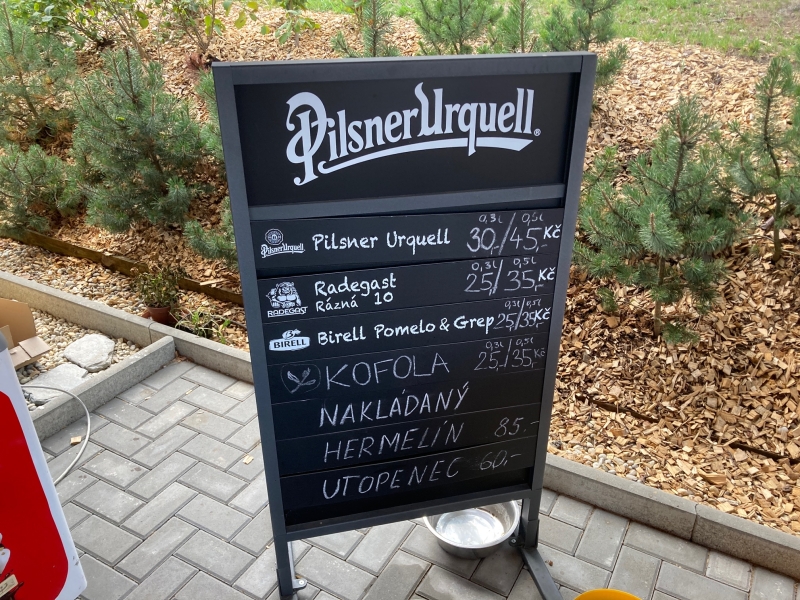 Pilsner Urquell®
0,3l / 0,5l
Pilsner Urquell
Pilsner Urquell 30,-/45,- Kč
0,3l / 0,5l
RADEGAST
Radegast 25,/35,- Kč
Rázná 10
0,3l / 0,5l
BIRELL
Birell Pomelo & Grep 25/35 Kč
0,3l / 0,5l
KOFOLA 25,/35,- Kč
NAKLÁDANÝ
HERMELÍN 85.-
UTOPENEC 60,-